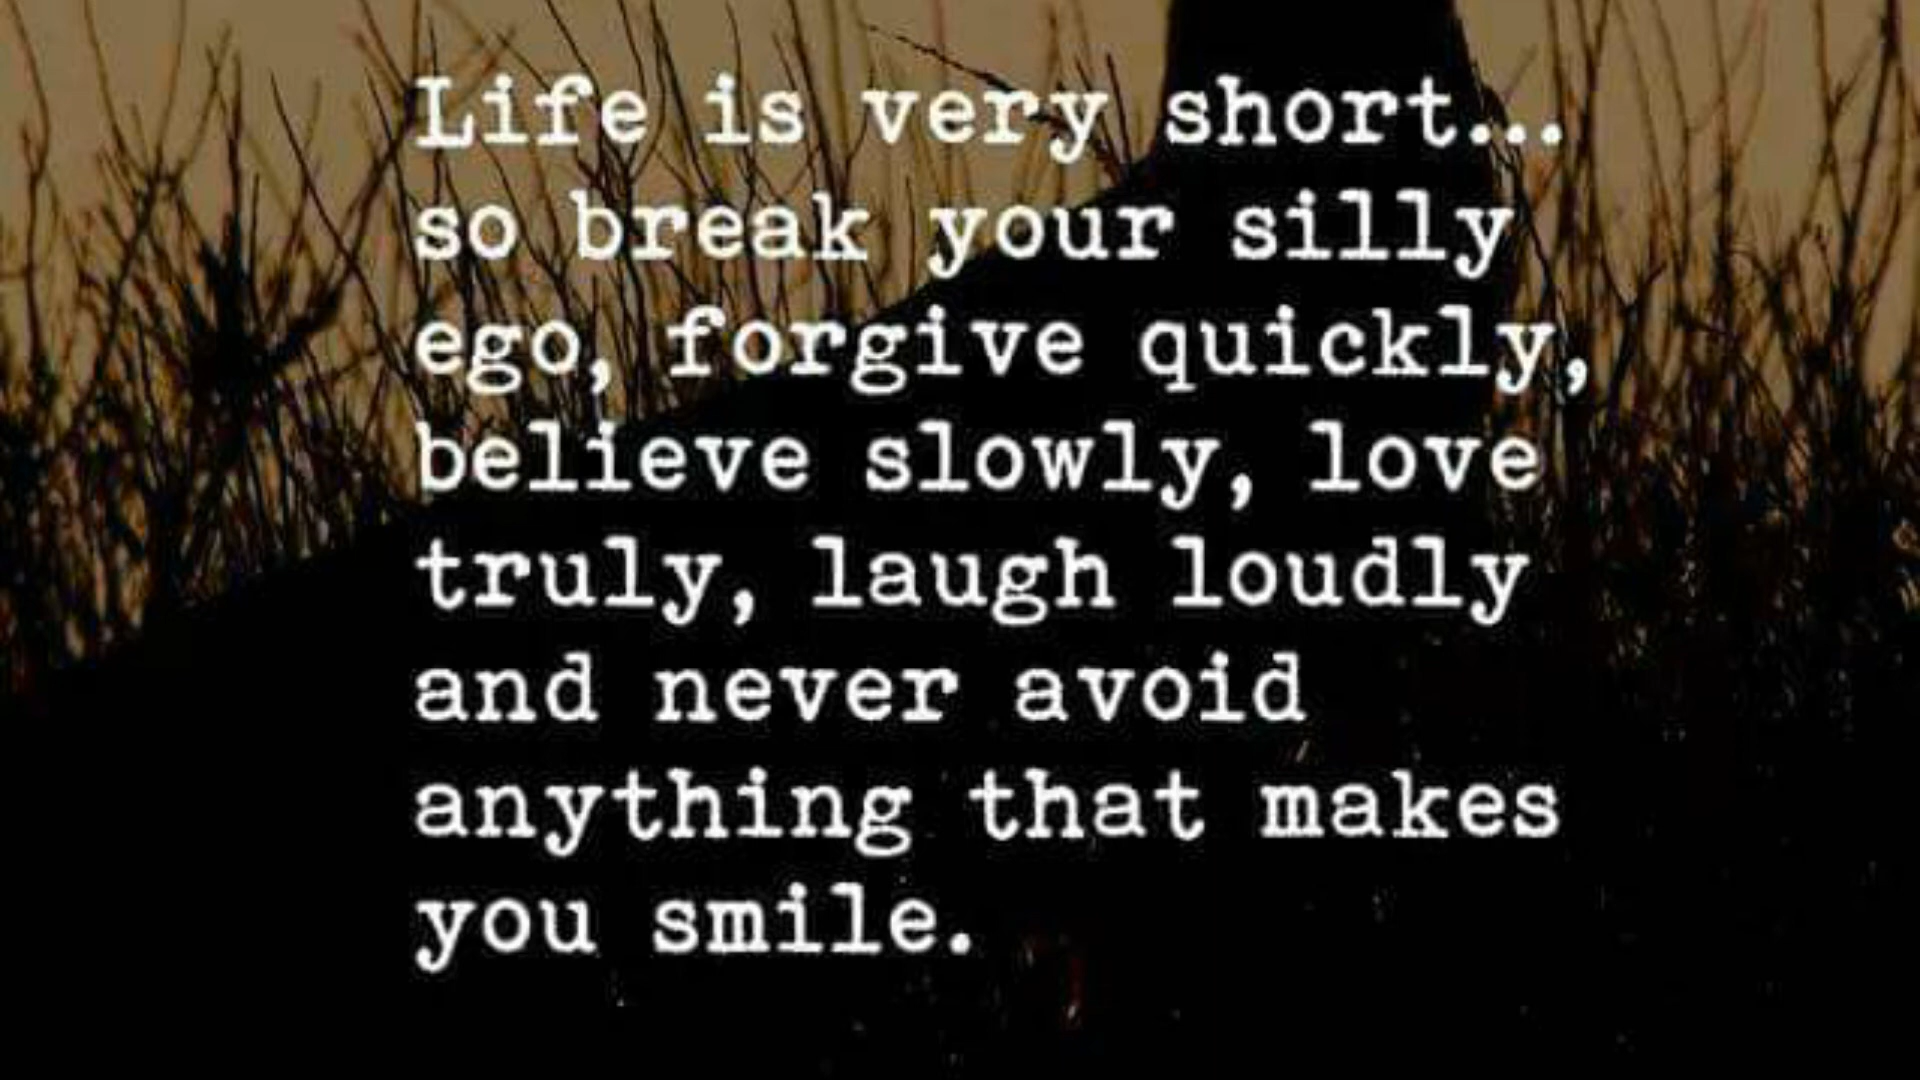 Life is very short...
so break your silly
ego, forgive quickly,
believe slowly, love
truly, laugh loudly
and never avoid
anything that makes
you smile.